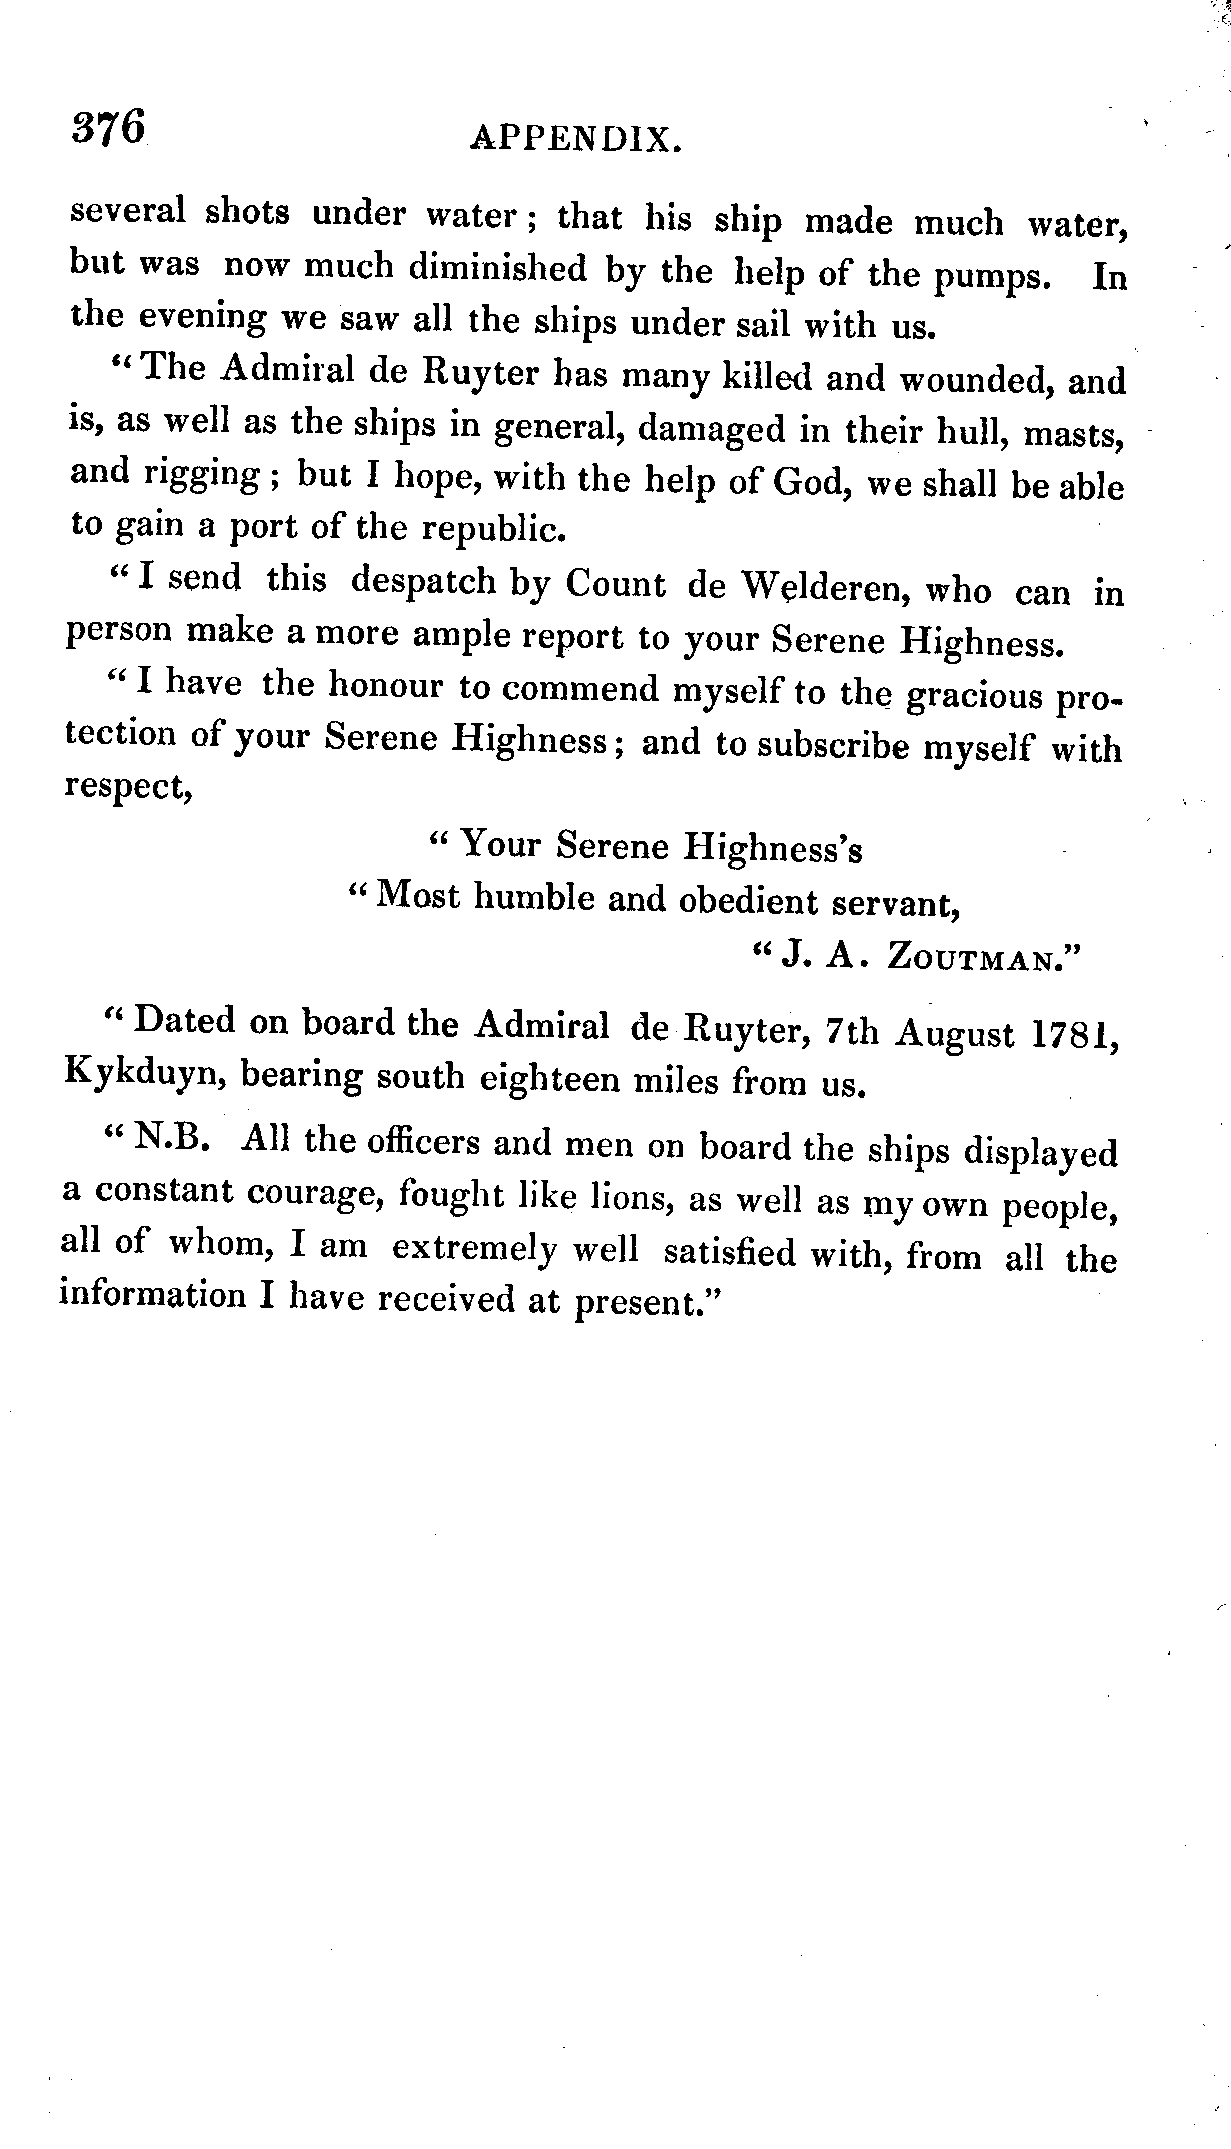 376
APPENDIX.
several shots under water ; that his ship made much water,
but was now much diminished by the help of the pumps. In
the evening we saw all the ships under sail with us.
“ The Admiral de Ruyter has many killed and wounded, and
is, as well as the ships in general, damaged in their hull, masts,
and rigging ; but I hope, with the help of God, we shall be able
to gain a port of the republic.
“ I send this despatch by Count de Welderen, who can in
person make a more ample report to your Serene Highness.
“ I have the honour to commend myself to the gracious pro-
tection of your Serene Highness ; and to subscribe myself with
respect,
“ Your Serene Highness’s
“ Most humble and obedient servant,
“ J. A. ZOUTMAN.”
“ Dated on board the Admiral de Ruyter, 7th August 1781,
Kykduyn, bearing south eighteen miles from us.
“ N.B. All the officers and men on board the ships displayed
a constant courage, fought like lions, as well as my own people,
all of whom, I am extremely well satisfied with, from all the
information I have received at present.”